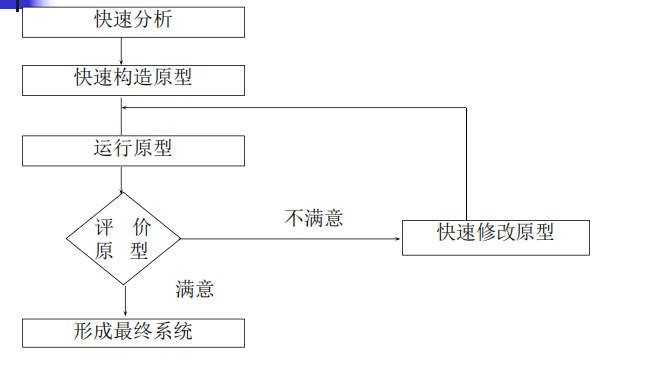 快速分析
快速构造原型
运行原型
评 价
原 型
不满意
快速修改原型
满意
形成最终系统